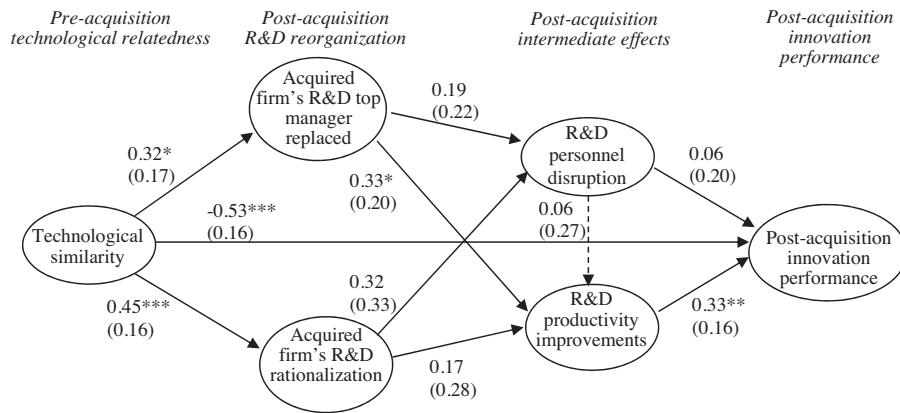 Pre-acquisition
technological relatedness
Post-acquisition
R&D reorganization
Post-acquisition
intermediate effects
Post-acquisition
innovation
performance
Acquired
firm's R&D top
manager
replaced
0.19
(0.22)
R&D
personnel
disruption
0.06
(0.20)
0.32*
(0.17)
0.33*
(0.20)
-0.53***
(0.16)
0.06
(0.27)
Technological
similarity
Post-acquisition
innovation
performance
0.45***
(0.16)
0.32
(0.33)
R&D
productivity
improvements
0.33**
(0.16)
Acquired
firm's R&D
rationalization
0.17
(0.28)